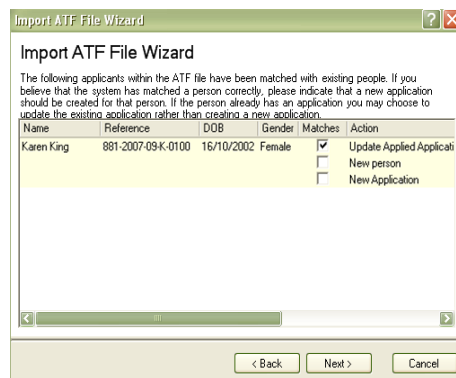 Import ATF File Wizard
Import ATF File Wizard
The following applicants within the ATF file have been matched with existing people. If you
believe that the system has matched a person correctly, please indicate that a new application
should be created for that person. If the person already has an application you may choose to
update the existing application rather than creating a new application.
Name Reference DOB Gender Matches Action
Karen King 881-2007-09-K-0100 16/10/2002 Female Update Applied Applicati
New person
New Application
< Back Next > Cancel